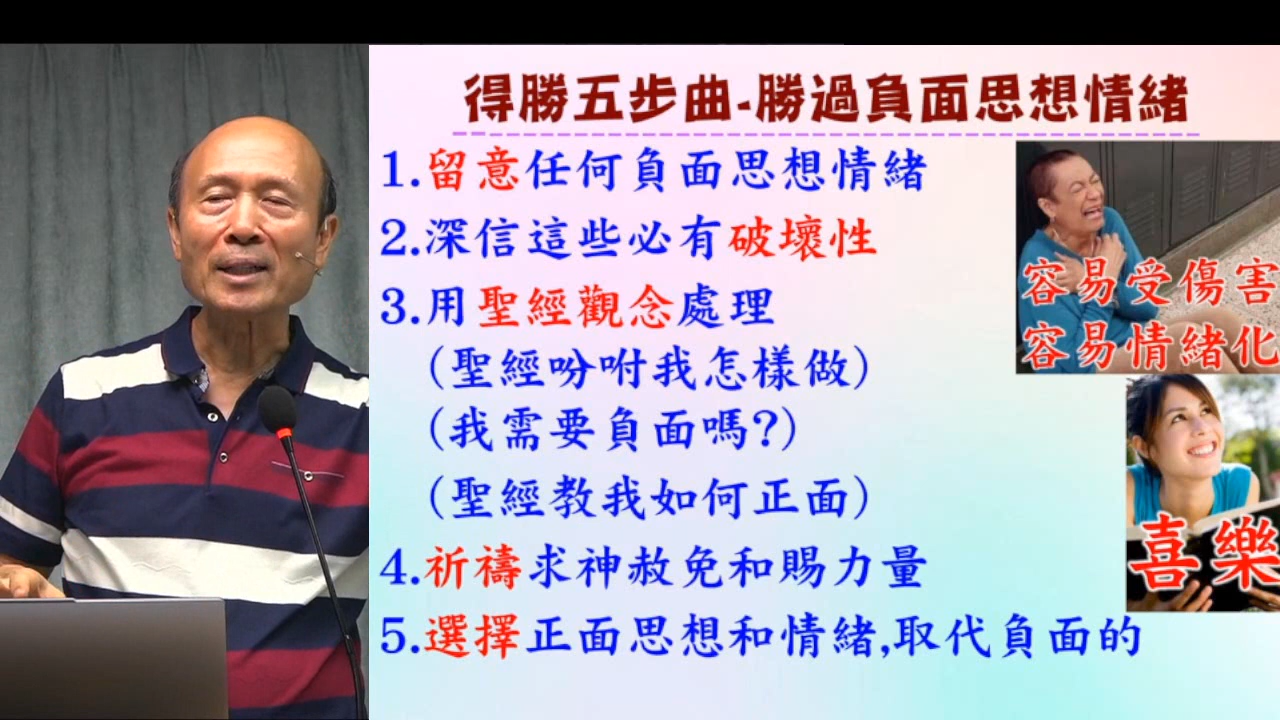 得勝五步曲-勝過負面思想情緒
1.留意任何負面思想情緒
2.深信這些必有破壞性
3.用聖經觀念處理
(聖經吩咐我怎樣做)
(我需要負面嗎?)
(聖經教我如何正面)
4.祈禱求神赦免和賜力量
5.選擇正面思想和情緒,取代負面的
容易受傷害
容易情緒化
喜樂